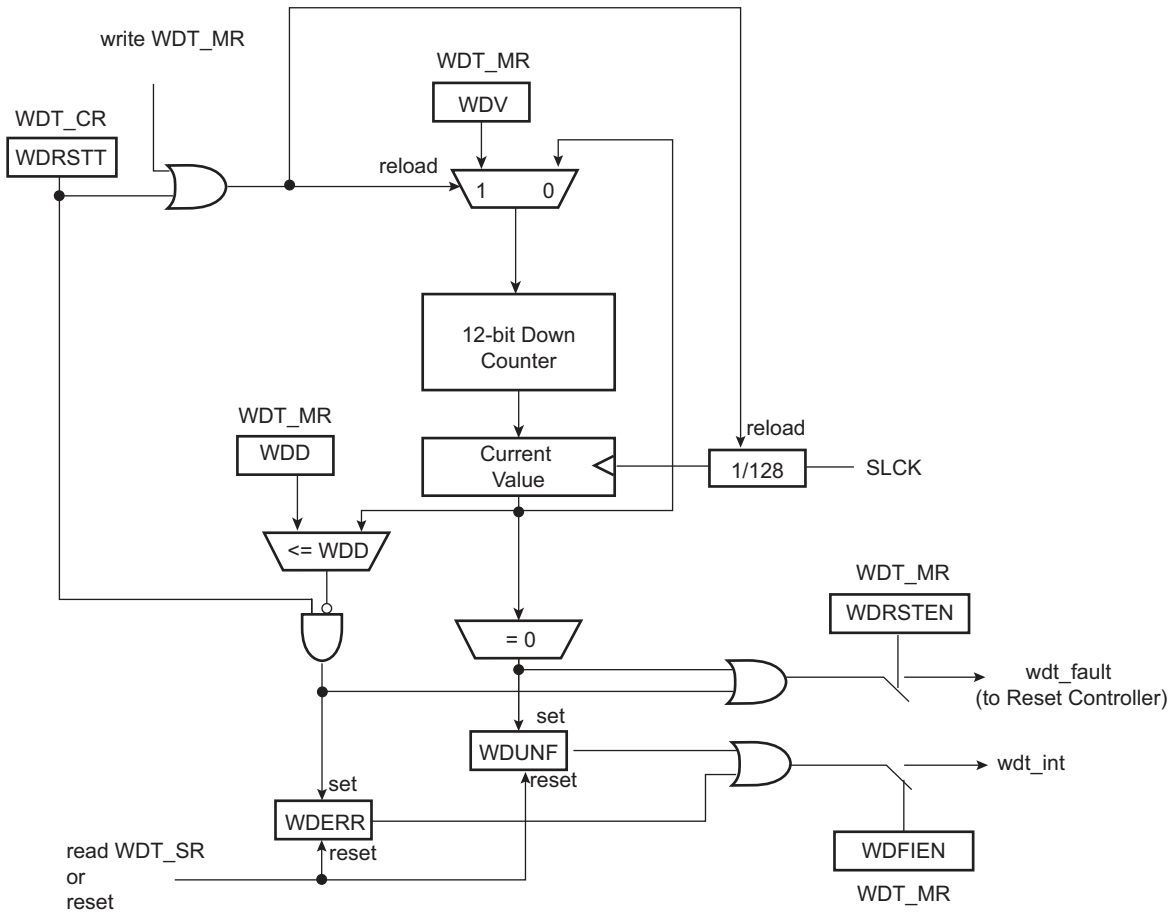 write WDT_MR
WDT_MR
WDV
WDT_CR
WDRSTT
reload
1 0
12-bit Down
Counter
WDT_MR
WDD
Current
Value
reload
1/128
SLCK
<= WDD
= 0
WDT_MR
WDRSTEN
wdt_fault
(to Reset Controller)
set
WDUNF
reset
wdt_int
set
WDERR
reset
read WDT_SR
or
reset
WDFIEN
WDT_MR